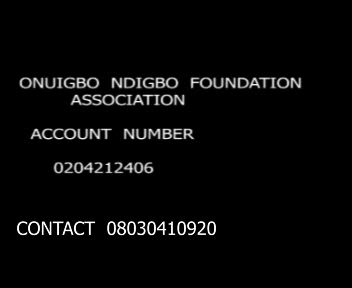 ONUIGBO NDIGBO FOUNDATION
ASSOCIATION
ACCOUNT NUMBER
0204212406
CONTACT 08030410920